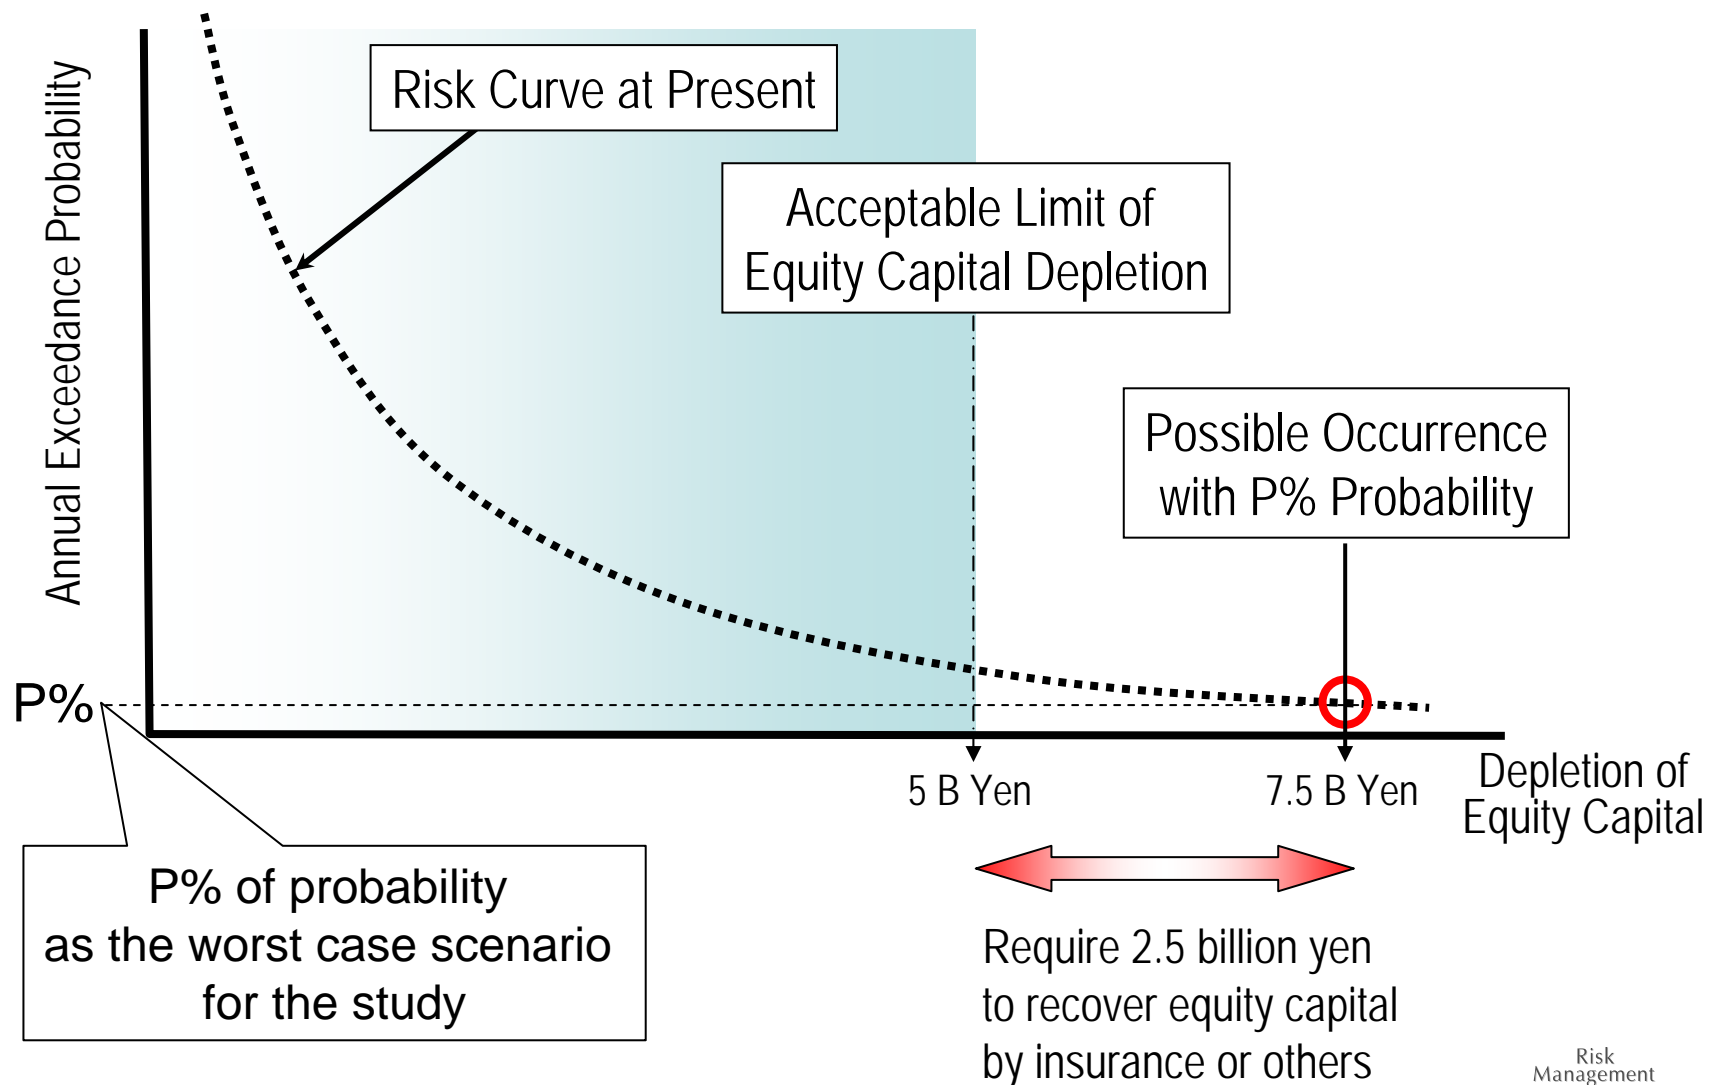 Annual Exceedance Probability
Risk Curve at Present
Acceptable Limit of
Equity Capital Depletion
Possible Occurrence
with P% Probability
P%
5 B Yen
7.5 B Yen
Depletion of
Equity Capital
P% of probability
as the worst case scenario
for the study
Require 2.5 billion yen
to recover equity capital
by insurance or others
Risk
Management